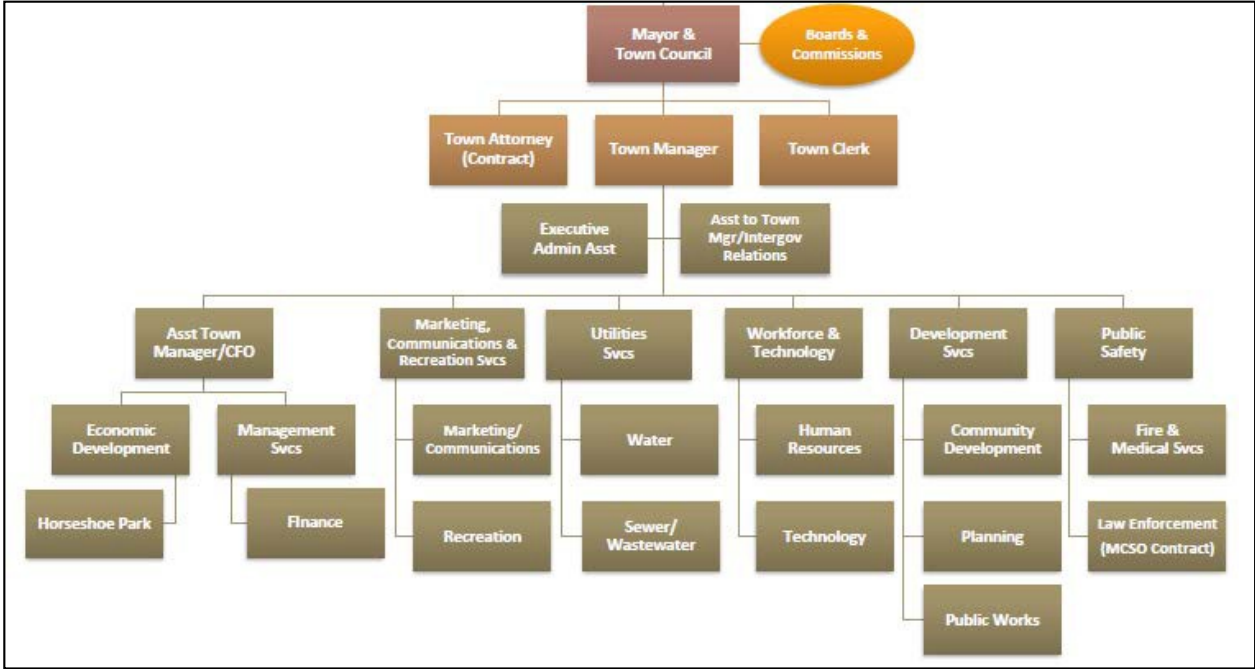 Mayor &
Town Council
Boards &
Commissions
Town Attorney
(Contract)
Town Manager
Town Clerk
Executive
Admin Asst
Asst to Town
Mgr/Intergov
Relations
Asst Town
Manager/CFO
Marketing,
Communications &
Recreation Svcs
Utilities
Svcs
Workforce &
Technology
Development
Svcs
Public
Safety
Economic
Development
Management
Svcs
Marketing/
Communications
Water
Human
Resources
Community
Development
Fire &
Medical Svcs
Horseshoe Park
FInance
Recreation
Sewer/
Wastewater
Technology
Planning
Law Enforcement
(MCSO Contract)
Public Works